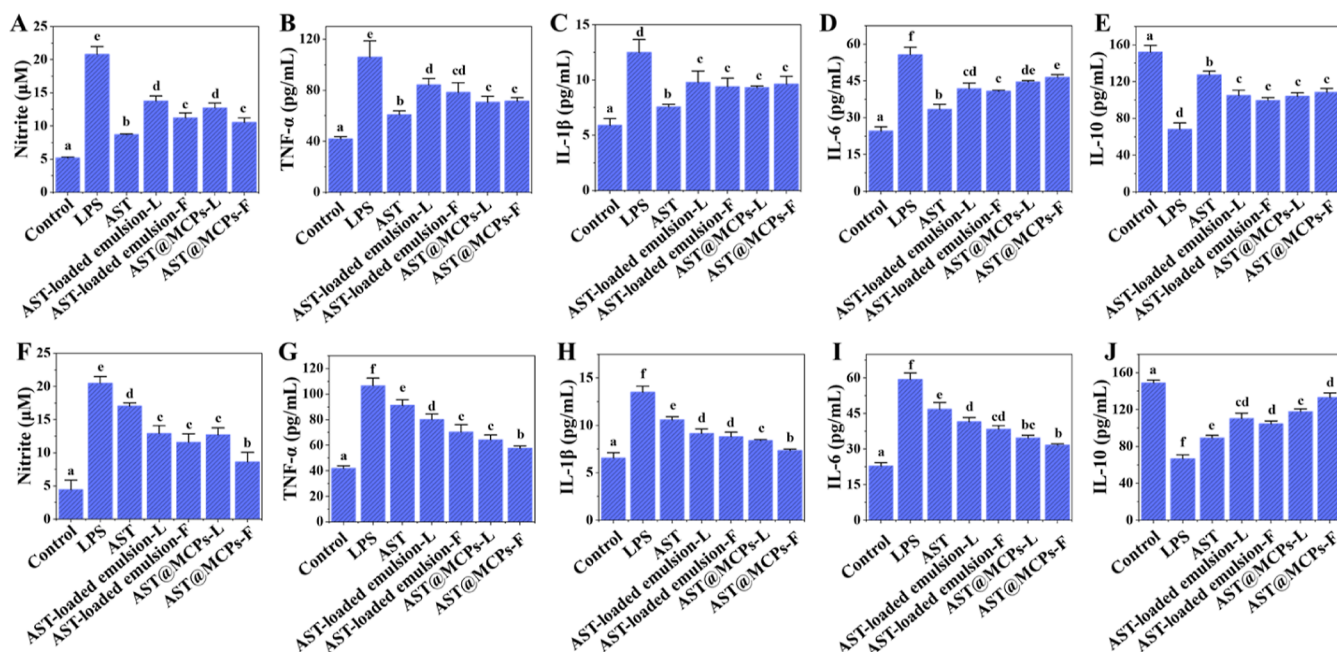 A
Nitrite (μM)
25
20
15
10
5
0
a
e
b
d
c
d
c
Control
LPS
AST
AST-loaded emulsion-L
AST-loaded emulsion-F
AST@MCPs-L
AST@MCPs-F
B
TNF-α (pg/mL)
120
80
40
0
a
e
b
d
cd
c
c
Control
LPS
AST
AST-loaded emulsion-L
AST-loaded emulsion-F
AST@MCPs-L
AST@MCPs-F
C
IL-1β (pg/mL)
15
10
5
0
a
d
b
c
c
c
c
Control
LPS
AST
AST-loaded emulsion-L
AST-loaded emulsion-F
AST@MCPs-L
AST@MCPs-F
D
IL-6 (pg/mL)
60
45
30
15
0
a
f
b
cd
c
de
e
Control
LPS
AST
AST-loaded emulsion-L
AST-loaded emulsion-F
AST@MCPs-L
AST@MCPs-F
E
IL-10 (pg/mL)
160
120
80
40
0
a
d
b
c
c
c
c
Control
LPS
AST
AST-loaded emulsion-L
AST-loaded emulsion-F
AST@MCPs-L
AST@MCPs-F
F
Nitrite (μM)
25
20
15
10
5
0
a
e
d
c
c
c
b
Control
LPS
AST
AST-loaded emulsion-L
AST-loaded emulsion-F
AST@MCPs-L
AST@MCPs-F
G
TNF-α (pg/mL)
120
100
80
60
40
20
0
a
f
e
d
c
c
b
Control
LPS
AST
AST-loaded emulsion-L
AST-loaded emulsion-F
AST@MCPs-L
AST@MCPs-F
H
IL-1β (pg/mL)
15.0
12.5
10.0
7.5
5.0
2.5
0.0
a
f
e
d
d
c
b
Control
LPS
AST
AST-loaded emulsion-L
AST-loaded emulsion-F
AST@MCPs-L
AST@MCPs-F
I
IL-6 (pg/mL)
60
45
30
15
0
a
f
e
d
cd
bc
b
Control
LPS
AST
AST-loaded emulsion-L
AST-loaded emulsion-F
AST@MCPs-L
AST@MCPs-F
J
IL-10 (pg/mL)
160
120
80
40
0
a
f
e
cd
d
c
d
Control
LPS
AST
AST-loaded emulsion-L
AST-loaded emulsion-F
AST@MCPs-L
AST@MCPs-F